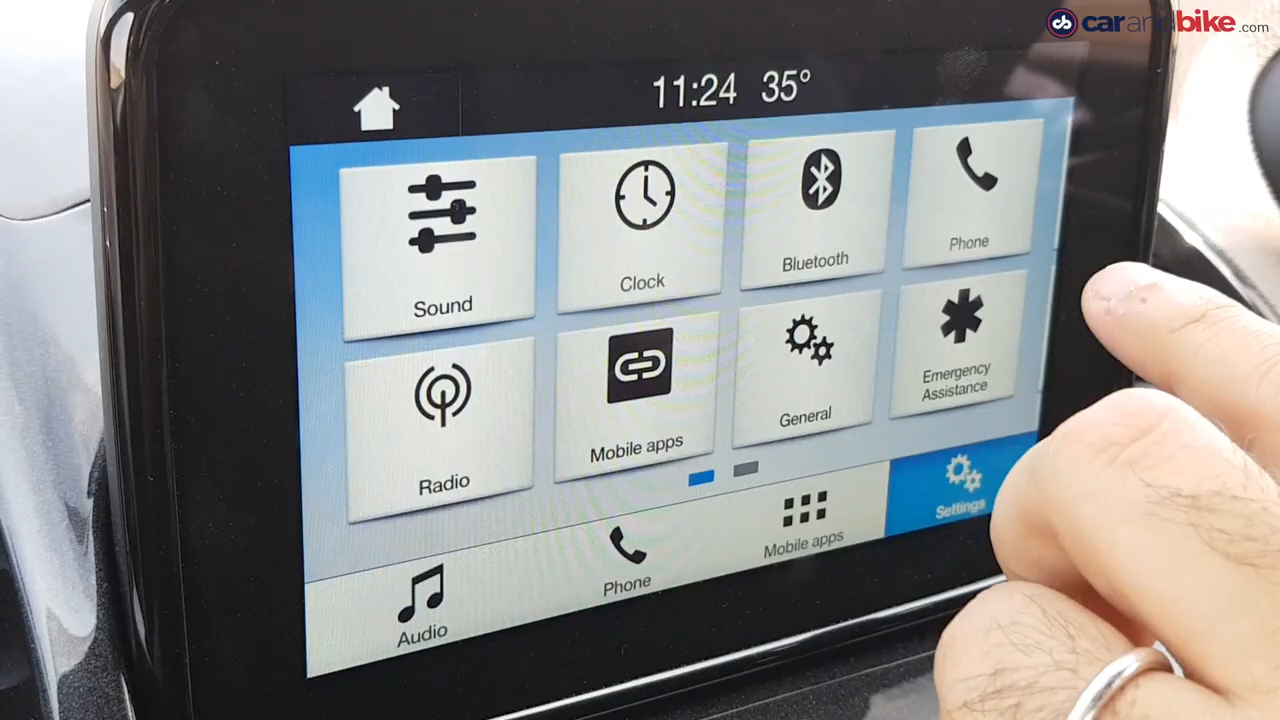 carandbike.com
11:24 35°
Sound
Clock
Bluetooth
Phone
Radio
Mobile apps
General
Emergency
Assistance
Audio
Phone
Mobile apps
Settings